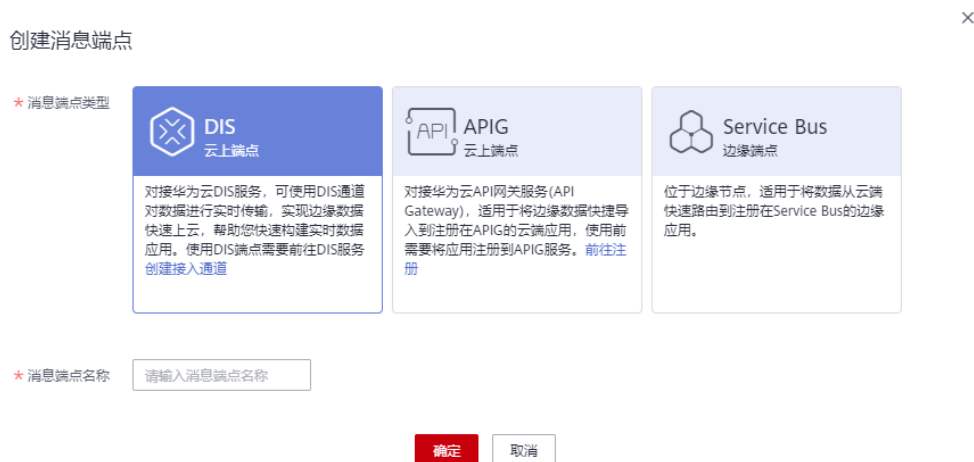 创建消息端点
* 消息端点类型
DIS
云上端点
对接华为云DIS服务，可使用DIS通道
对数据进行实时传输，实现边缘数据
快速上云，帮助您快速构建实时数据
应用。使用DIS端点需要前往DIS服务
创建接入通道
API
APIG
云上端点
对接华为云API网关服务(API
Gateway)，适用于将边缘数据快捷导
入到注册在APIG的云端应用，使用前
需要将应用注册到APIG服务。前往注
册
Service Bus
边缘端点
位于边缘节点，适用于将数据从云端
快速路由到注册在Service Bus的边缘
应用。
* 消息端点名称
请输入消息端点名称
确定
取消